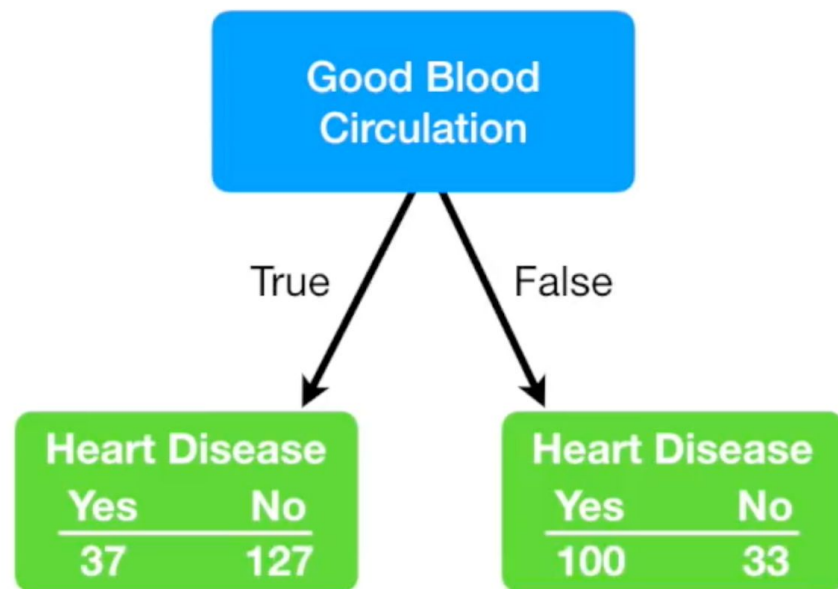 Good Blood
Circulation
True
False
Heart Disease
Yes No
37 127
Heart Disease
Yes No
100 33